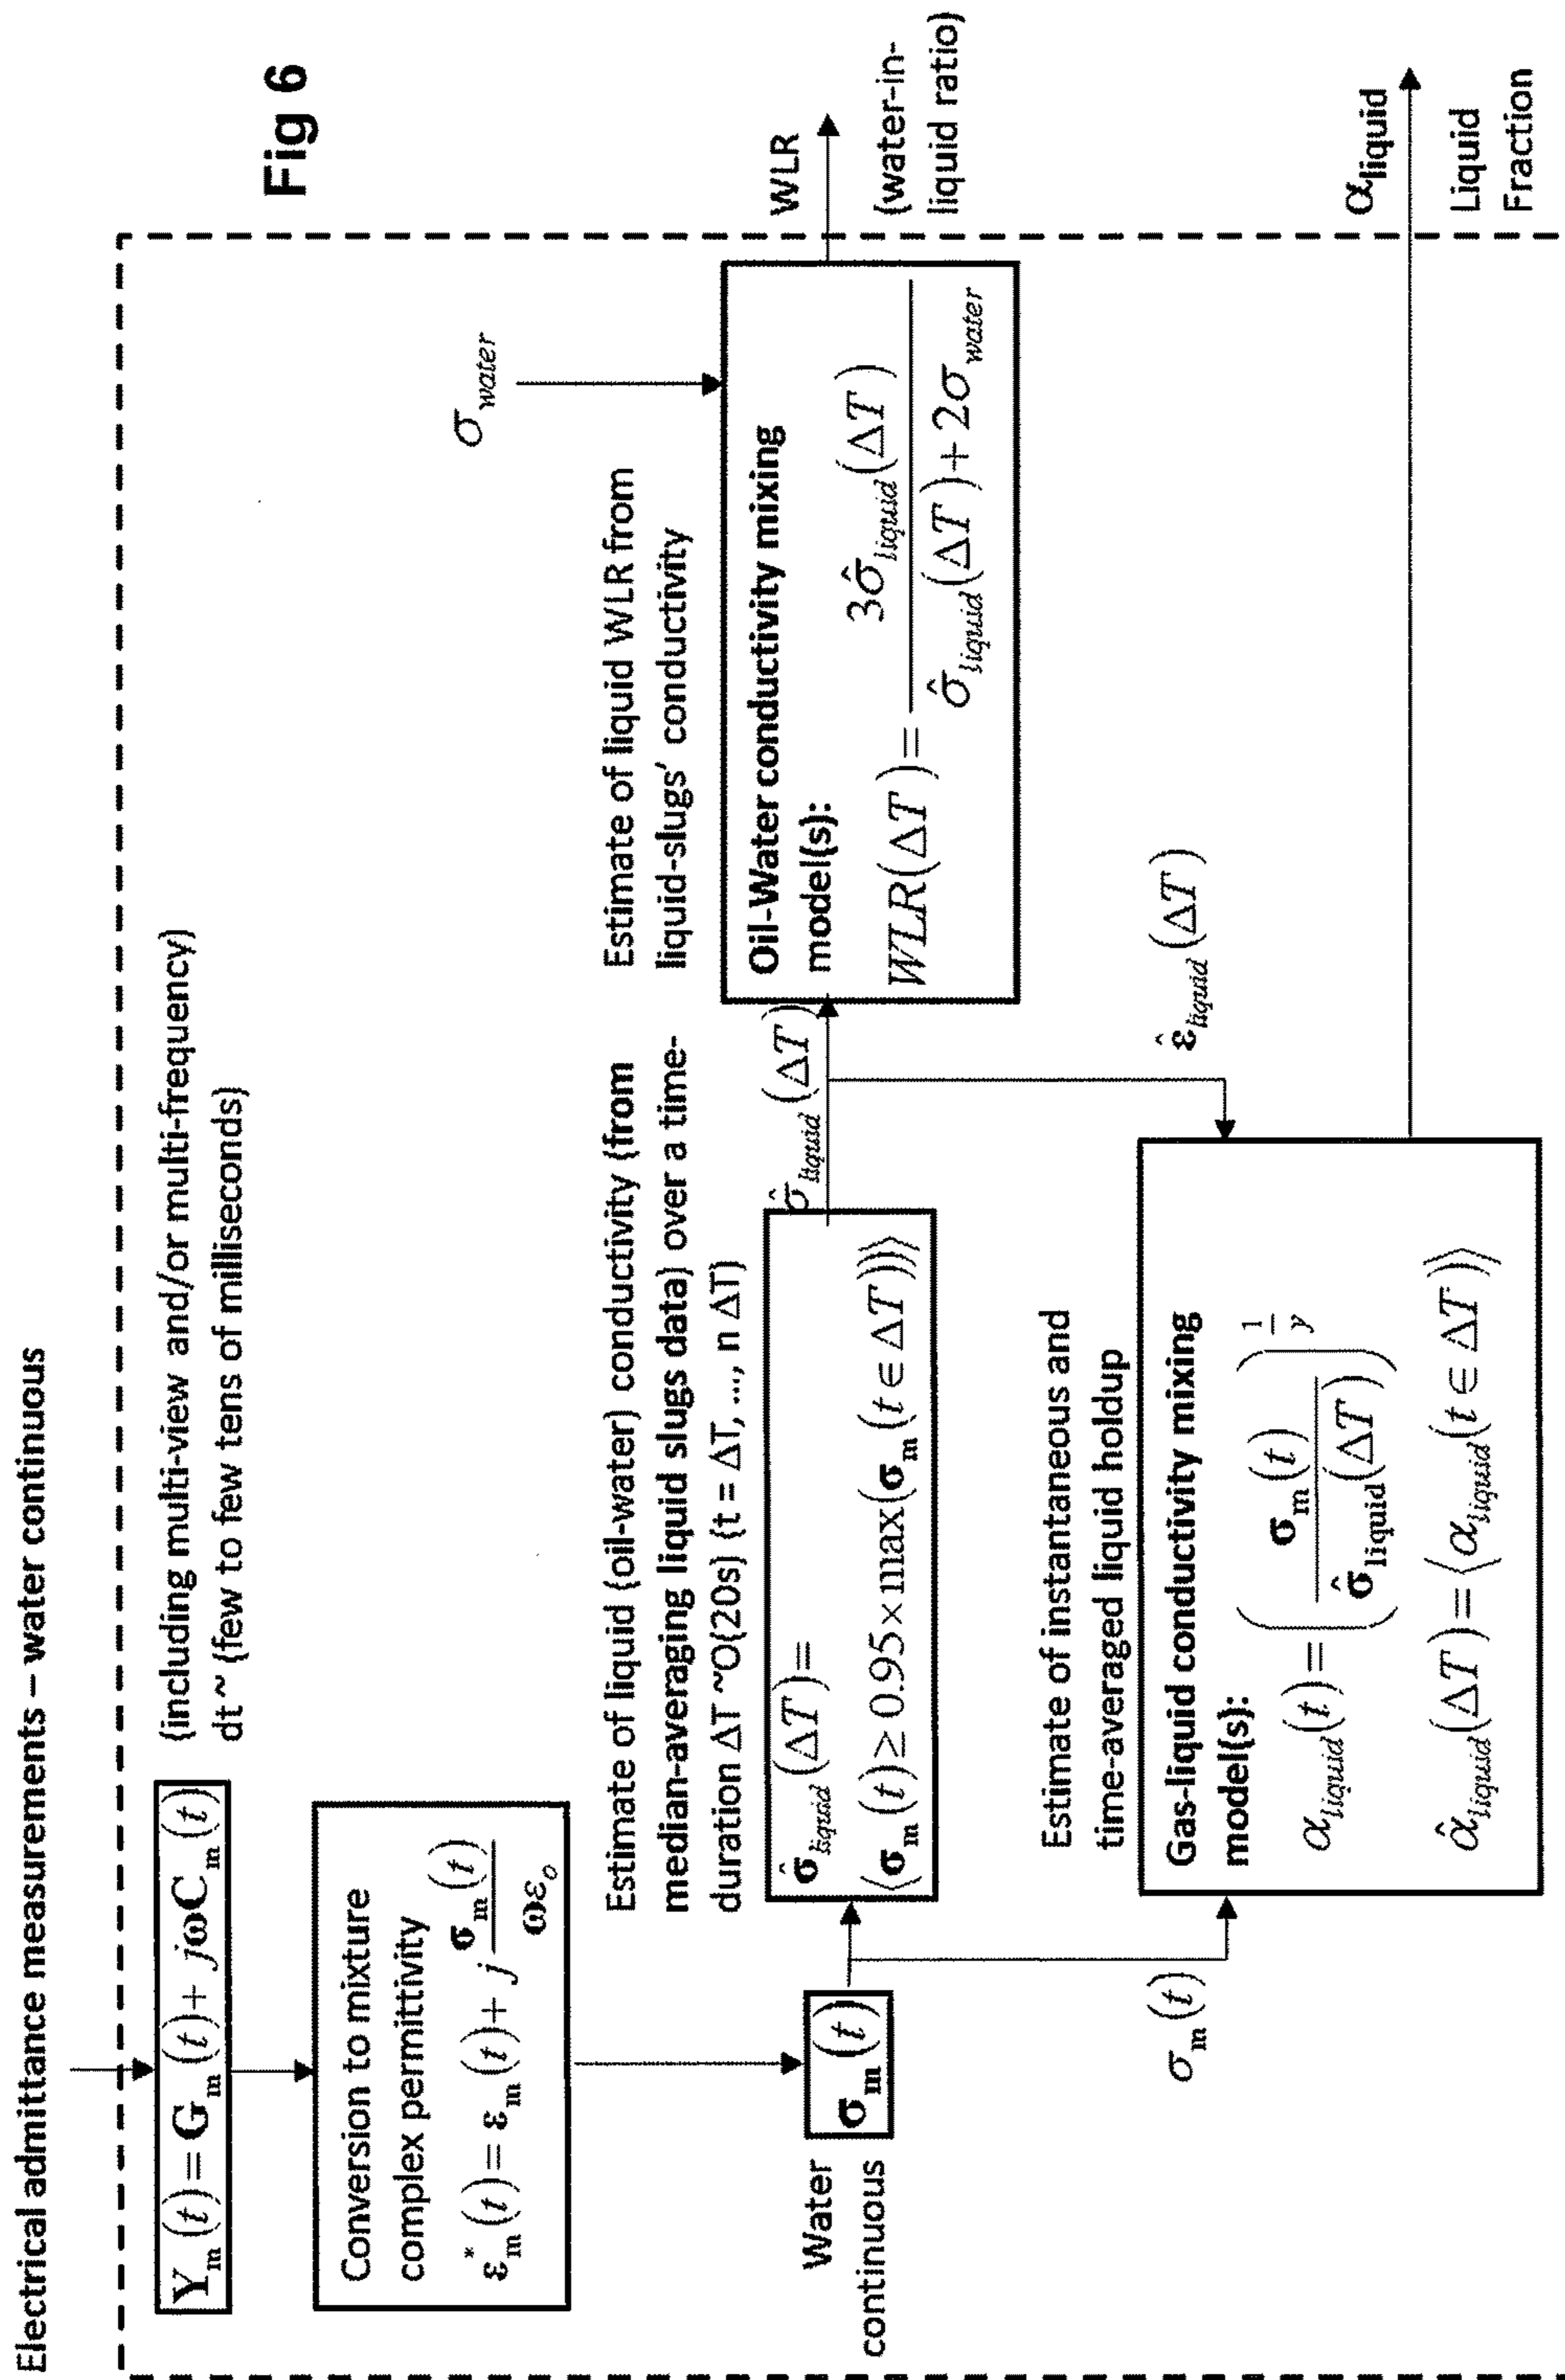 Electrical admittance measurements – water continuous
Fig 6
Y_m(t) = G_m(t) + jωC_m(t)
(including multi-view and/or multi-frequency)
dt ~ (few to few tens of milliseconds)
Conversion to mixture
complex permittivity
ε*_m(t) = ε_m(t) + j σ_m(t) / ωε_o
Water
continuous
σ_m(t)
σ_m(t)
Estimate of liquid (oil-water) conductivity (from
median-averaging liquid slugs data) over a time-
duration ΔT ~O(20s) (t = ΔT, ..., n ΔT)
σ̂_liquid(ΔT) =
⟨σ_m(t) ≥ 0.95 × max(σ_m(t ∈ ΔT)))⟩
σ̂_liquid(ΔT)
Estimate of liquid WLR from
liquid-slugs' conductivity
σ_water
Oil-Water conductivity mixing
model(s):
WLR(ΔT) = 3σ̂_liquid(ΔT) / σ̂_liquid(ΔT) + 2σ_water
WLR
(water-in-
liquid ratio)
ε̂_liquid(ΔT)
Estimate of instantaneous and
time-averaged liquid holdup
Gas-liquid conductivity mixing
model(s):
α_liquid(t) = (σ_m(t) / σ̂_liquid(ΔT))^(1/y)
α̂_liquid(ΔT) = ⟨α_liquid(t ∈ ΔT)⟩
α_liquid
Liquid
Fraction